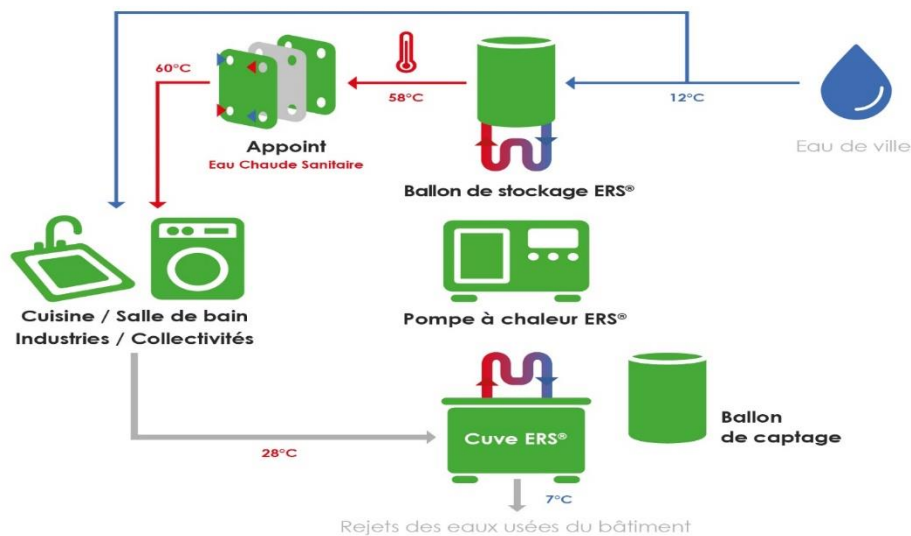 60°C
58°C
12°C
Appoint
Eau Chaude Sanitaire
Eau de ville
Ballon de stockage ERS®
Cuisine / Salle de bain
Industries / Collectivités
Pompe à chaleur ERS®
Cuve ERS®
Ballon
de captage
28°C
7°C
Rejets des eaux usées du bâtiment